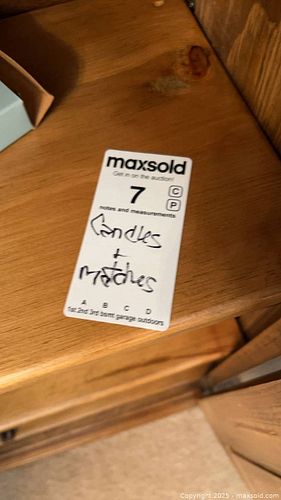 maxsold
Get in on the auction!
7
C
P
notes and measurements
Candles
+
matches
A B C D
1st 2nd 3rd bsmt garage outdoors
Copyright © 2025 - maxsold.com